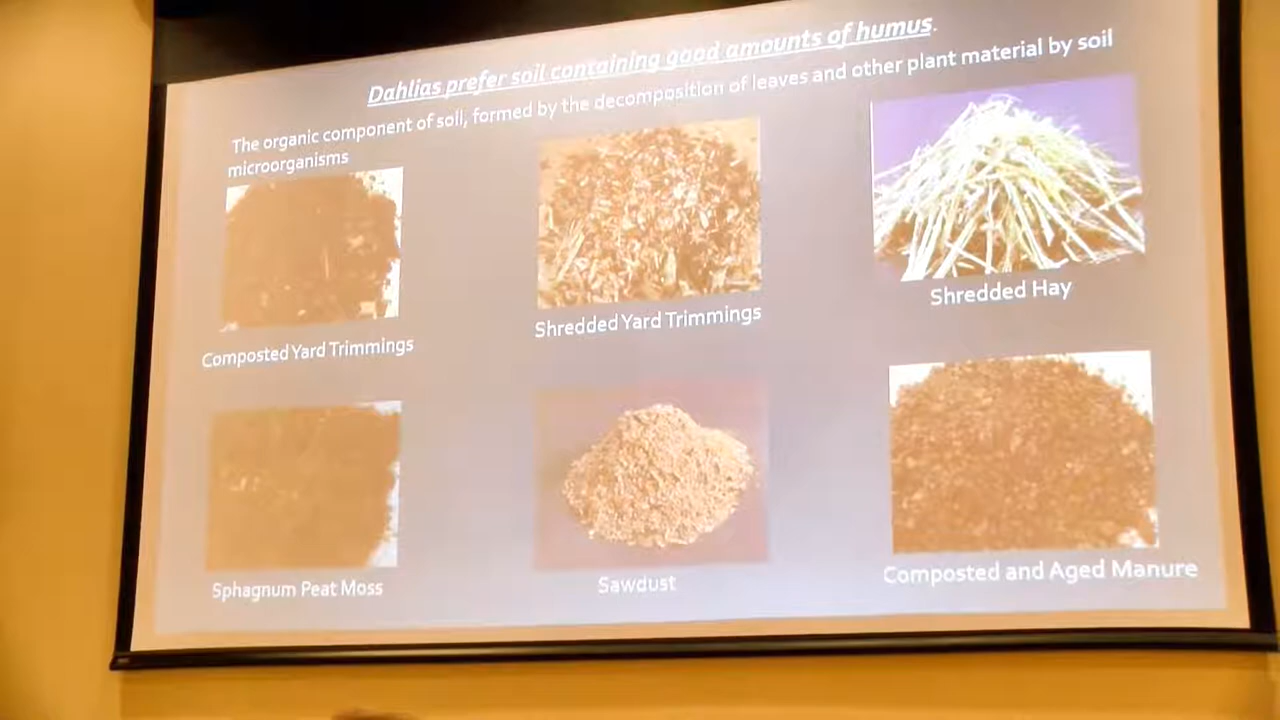 Dahlias prefer soil containing good amounts of humus.
The organic component of soil, formed by the decomposition of leaves and other plant material by soil
microorganisms
Composted Yard Trimmings
Shredded Yard Trimmings
Shredded Hay
Sphagnum Peat Moss
Sawdust
Composted and Aged Manure